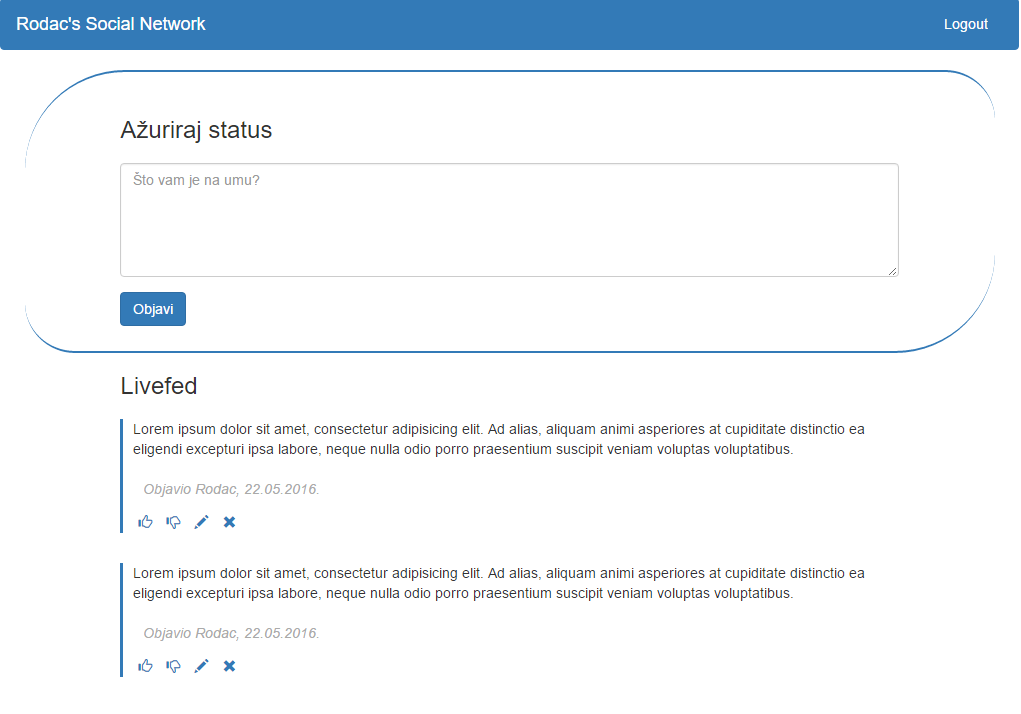 Rodac's Social Network
Logout
Ažuriraj status
Što vam je na umu?
Objavi
Livefed
Lorem ipsum dolor sit amet, consectetur adipisicing elit. Ad alias, aliquam animi asperiores at cupiditate distinctio ea
eligendi excepturi ipsa labore, neque nulla odio porro praesentium suscipit veniam voluptas voluptatibus.
Objavio Rodac, 22.05.2016.
Lorem ipsum dolor sit amet, consectetur adipisicing elit. Ad alias, aliquam animi asperiores at cupiditate distinctio ea
eligendi excepturi ipsa labore, neque nulla odio porro praesentium suscipit veniam voluptas voluptatibus.
Objavio Rodac, 22.05.2016.